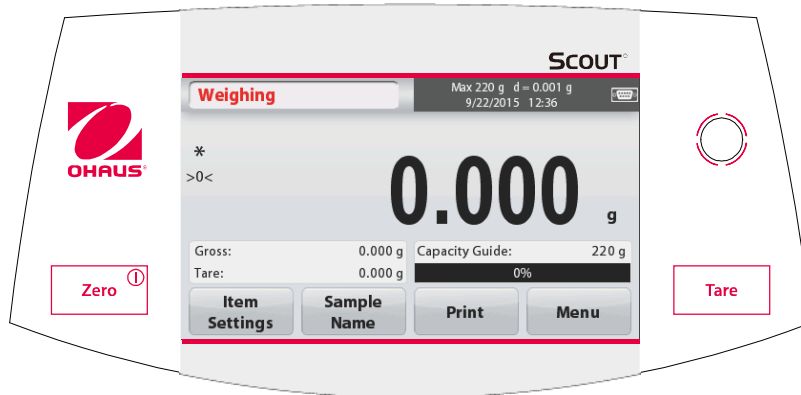 SCOUT
Weighing
Max 220 g d = 0.001 g
9/22/2015 12:36
*
>0<
OHAUS
0.000 g
Gross: 0.000 g
Capacity Guide: 220 g
Tare: 0.000 g
0%
Zero
Tare
Item Settings
Sample Name
Print
Menu